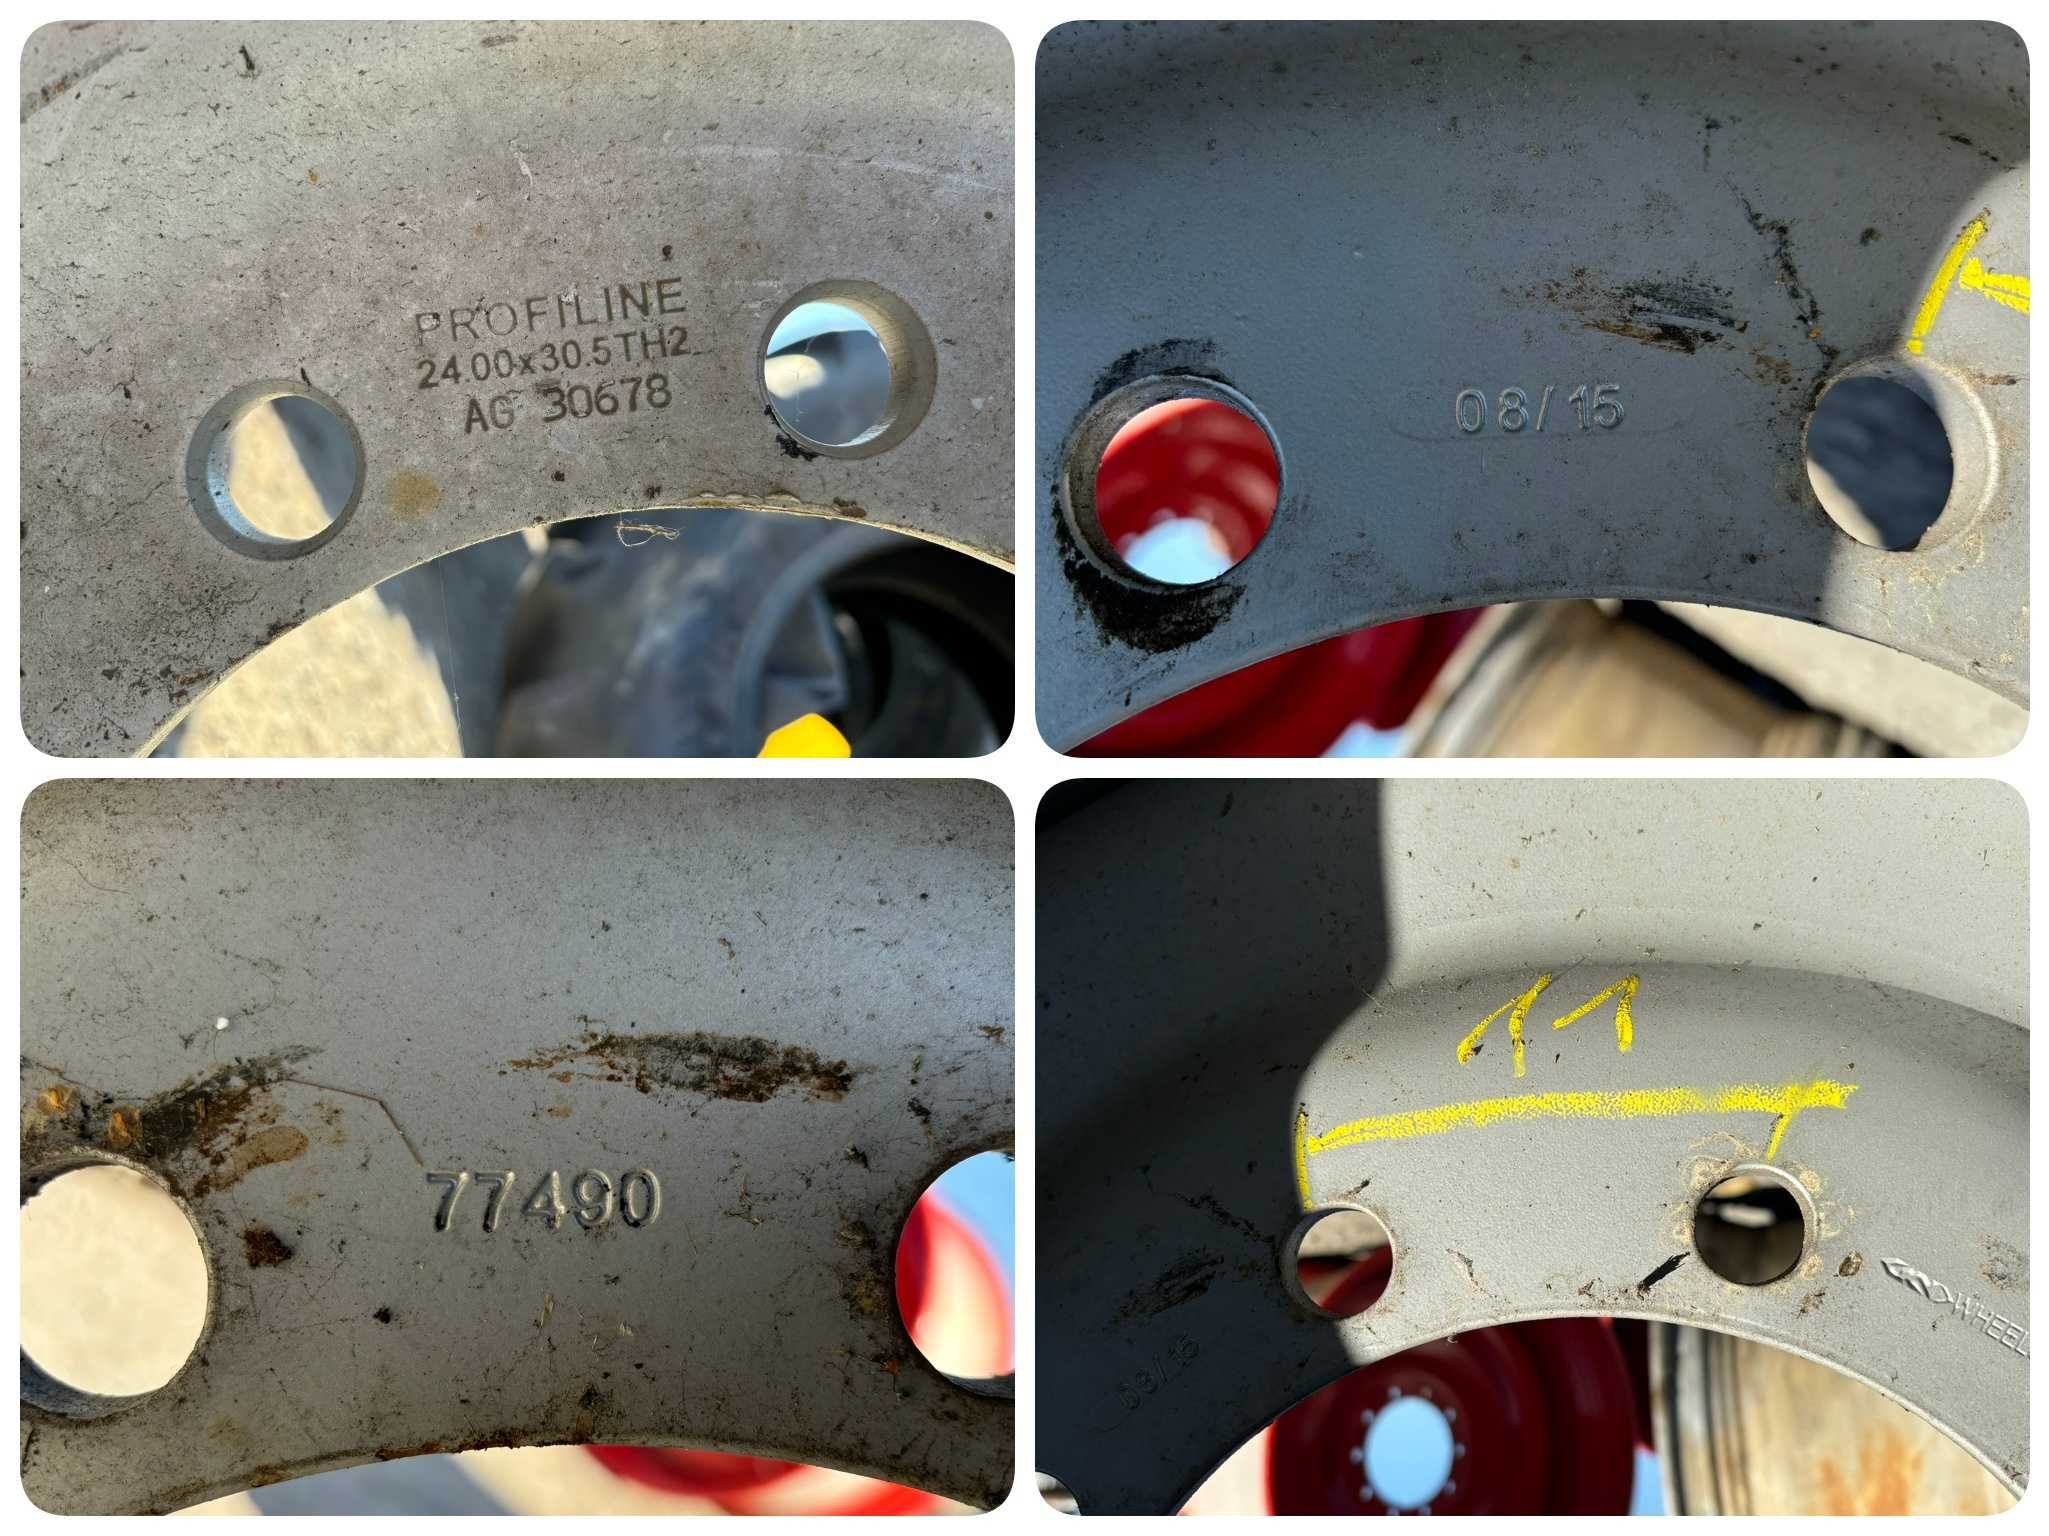 PROFILINE
24.00x30.5TH2
AG 30678
08/15
77490
11
08/15
WHEEL